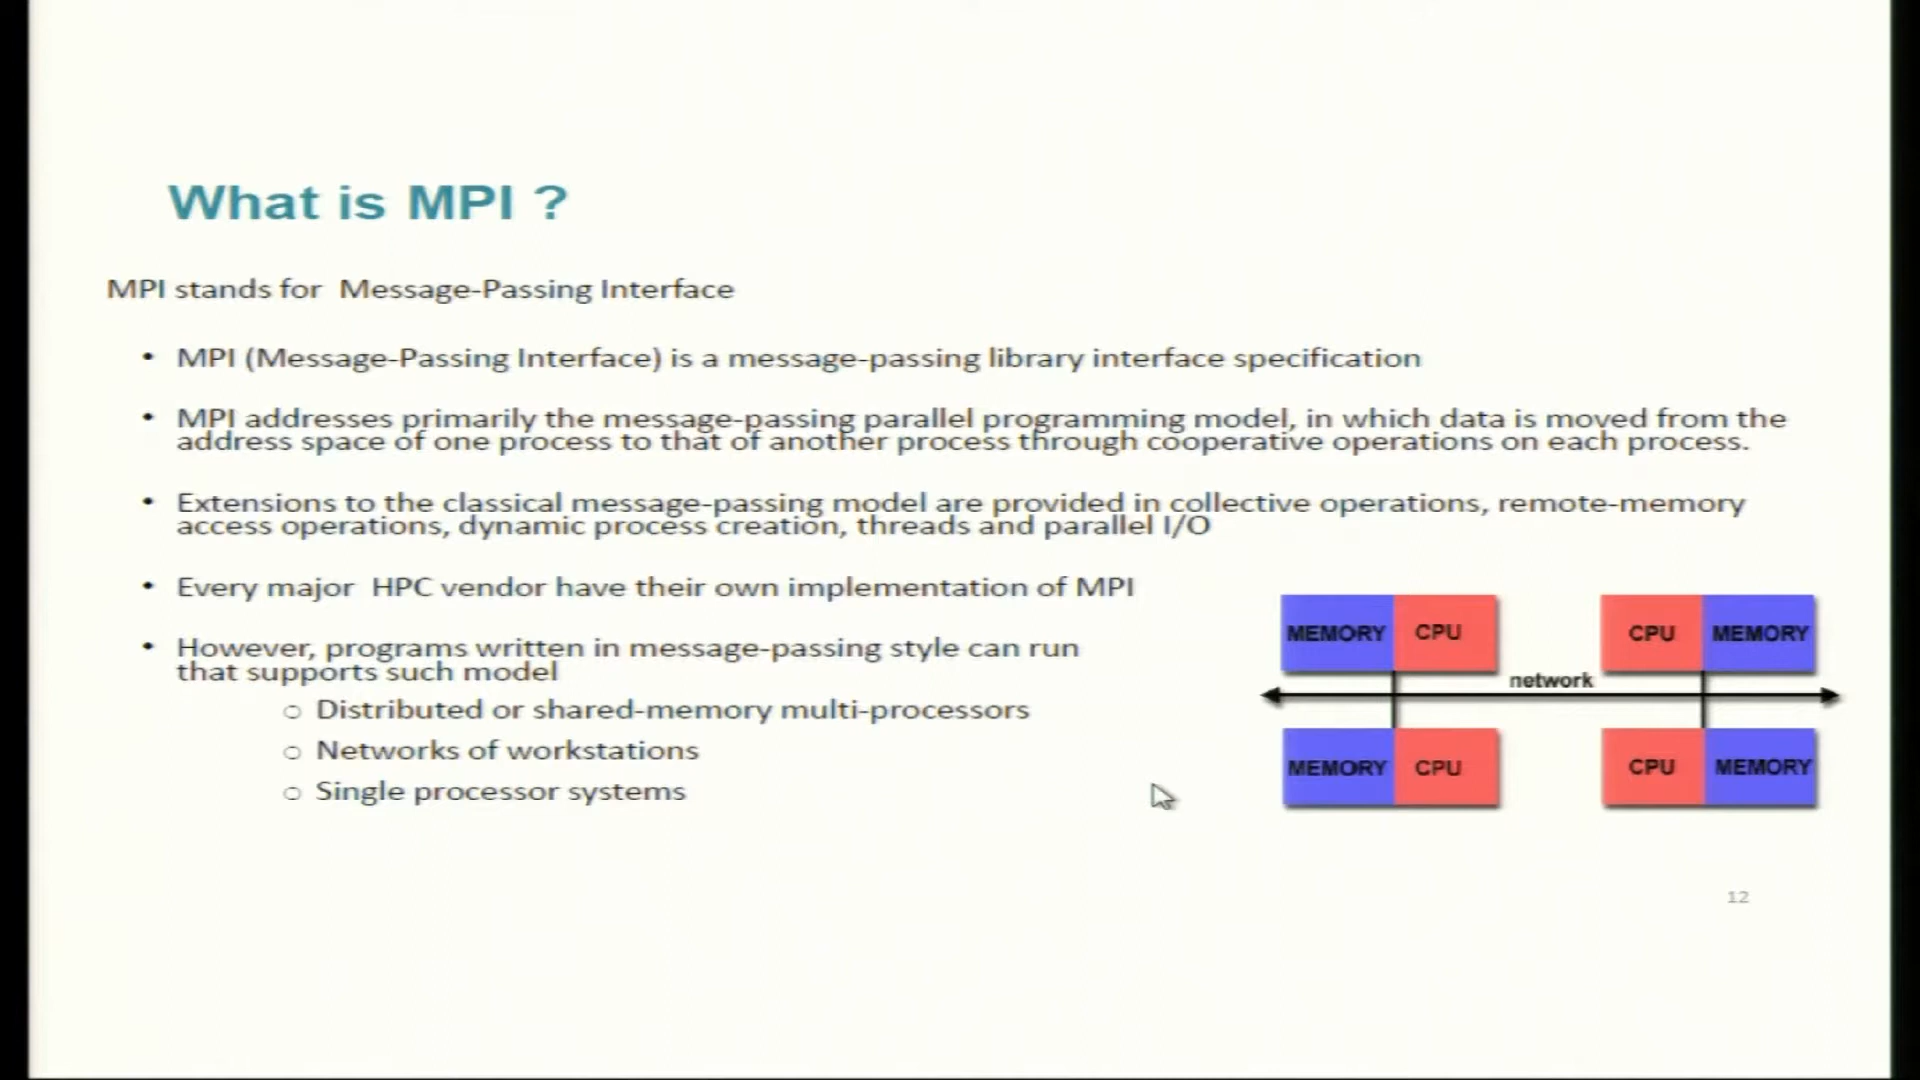 What is MPI ?
MPI stands for Message-Passing Interface
• MPI (Message-Passing Interface) is a message-passing library interface specification
• MPI addresses primarily the message-passing parallel programming model, in which data is moved from the
address space of one process to that of another process through cooperative operations on each process.
• Extensions to the classical message-passing model are provided in collective operations, remote-memory
access operations, dynamic process creation, threads and parallel I/O
• Every major HPC vendor have their own implementation of MPI
• However, programs written in message-passing style can run
that supports such model
○ Distributed or shared-memory multi-processors
○ Networks of workstations
○ Single processor systems
MEMORY CPU CPU MEMORY
network
MEMORY CPU CPU MEMORY
12